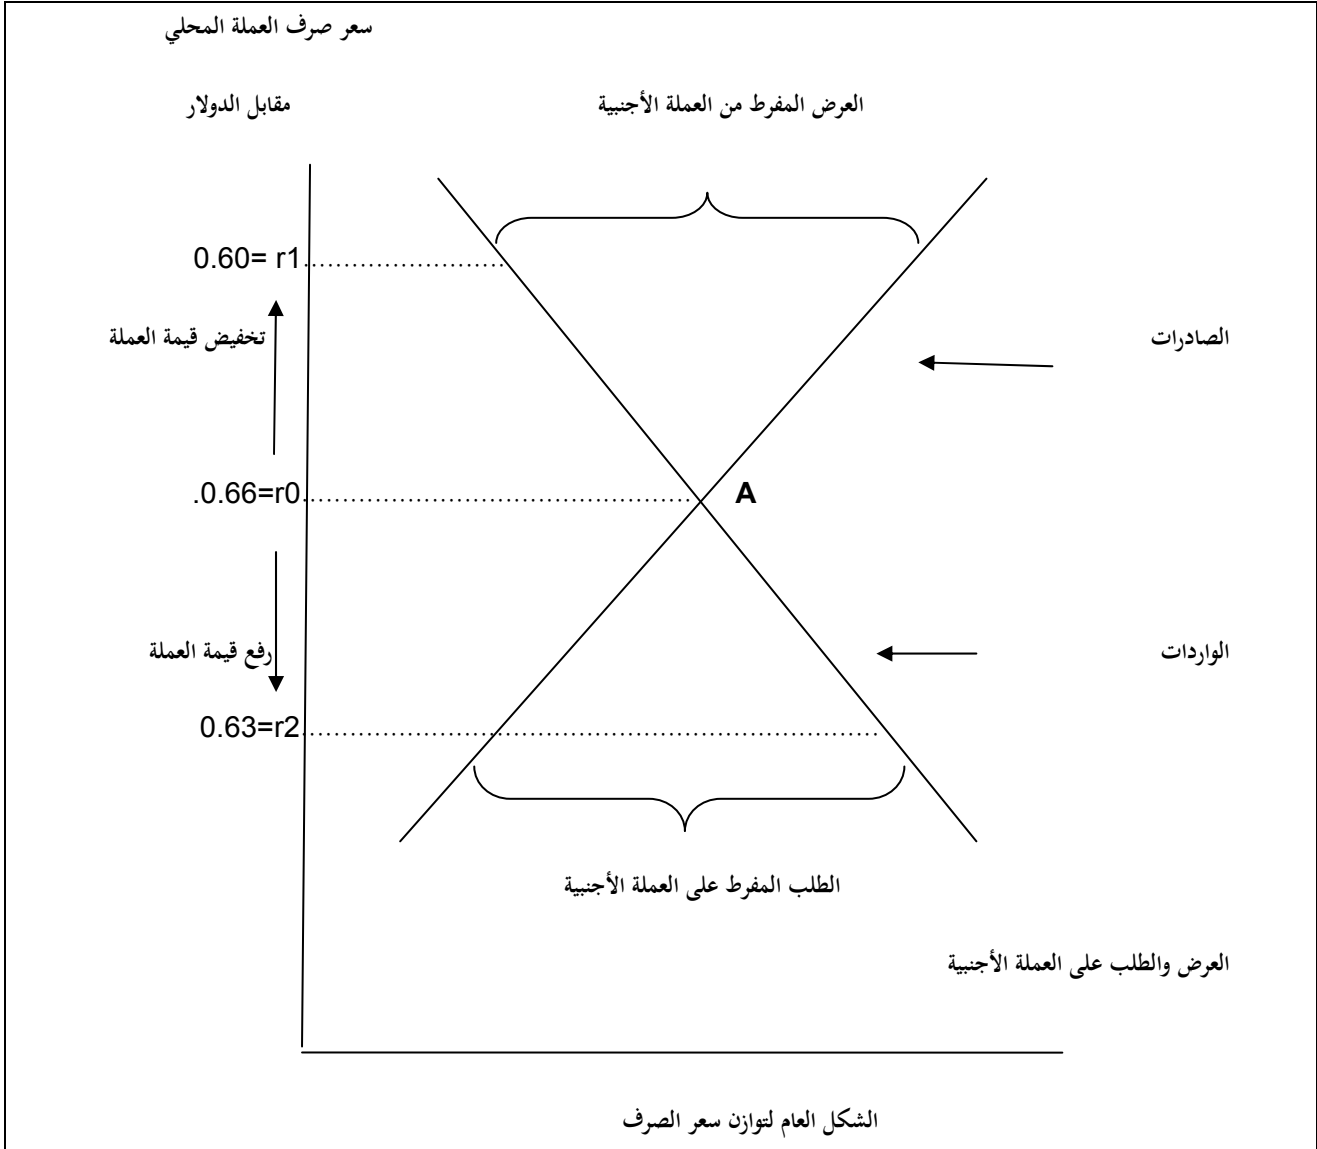 سعر صرف العملة المحلي
مقابل الدولار
العرض المفرط من العملة الأجنبية
0.60= r1
تخفيض قيمة العملة
الصادرات
.0.66=r0
A
رفع قيمة العملة
الواردات
0.63=r2
الطلب المفرط على العملة الأجنبية
العرض والطلب على العملة الأجنبية
الشكل العام لتوازن سعر الصرف